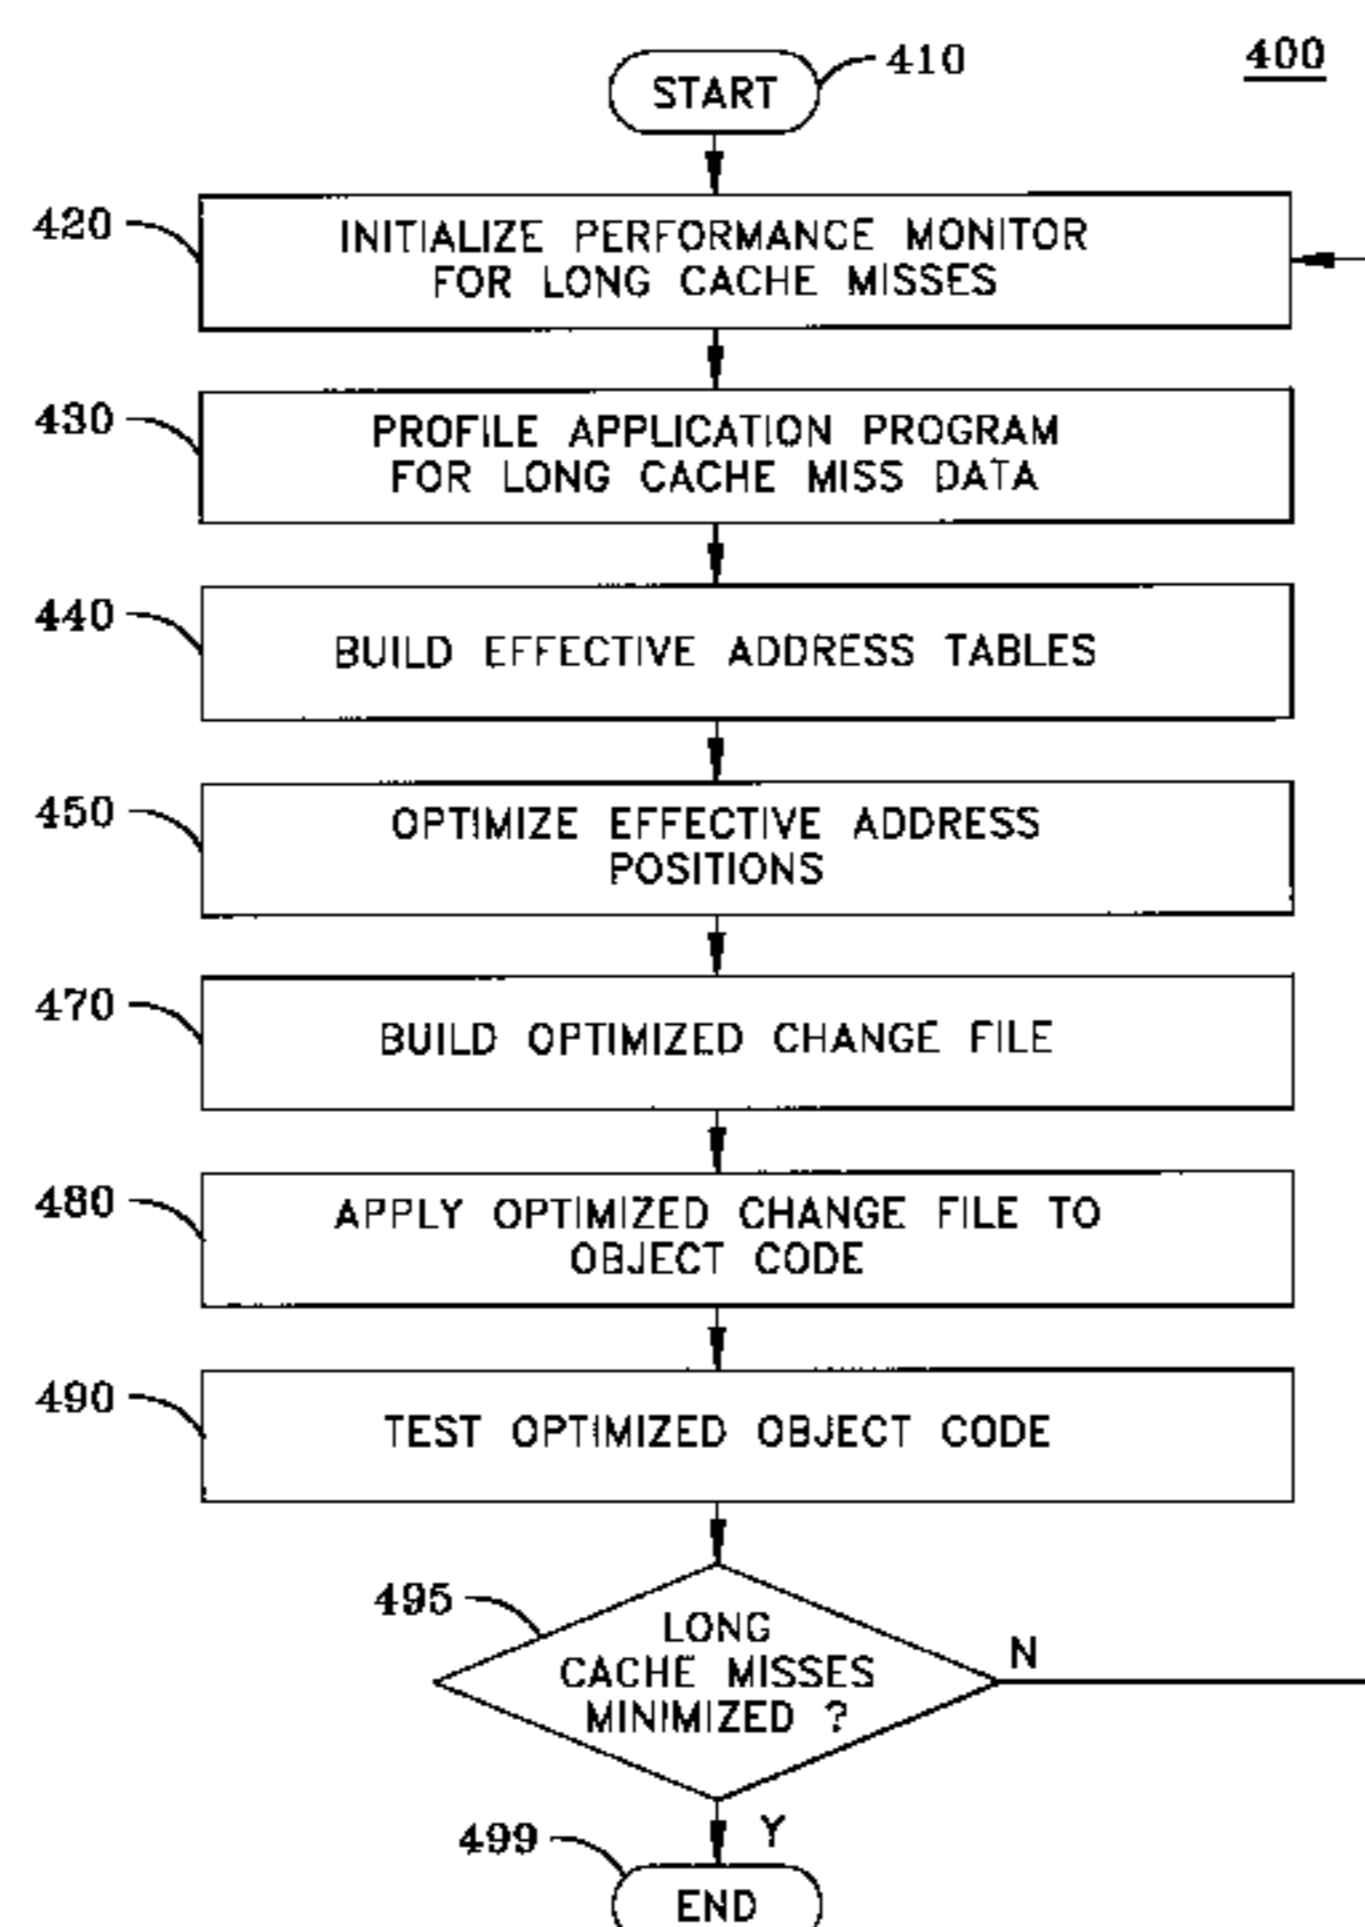 400
START
410
420
INITIALIZE PERFORMANCE MONITOR
FOR LONG CACHE MISSES
430
PROFILE APPLICATION PROGRAM
FOR LONG CACHE MISS DATA
440
BUILD EFFECTIVE ADDRESS TABLES
450
OPTIMIZE EFFECTIVE ADDRESS
POSITIONS
470
BUILD OPTIMIZED CHANGE FILE
480
APPLY OPTIMIZED CHANGE FILE TO
OBJECT CODE
490
TEST OPTIMIZED OBJECT CODE
495
LONG
CACHE MISSES
MINIMIZED ?
N
Y
499
END